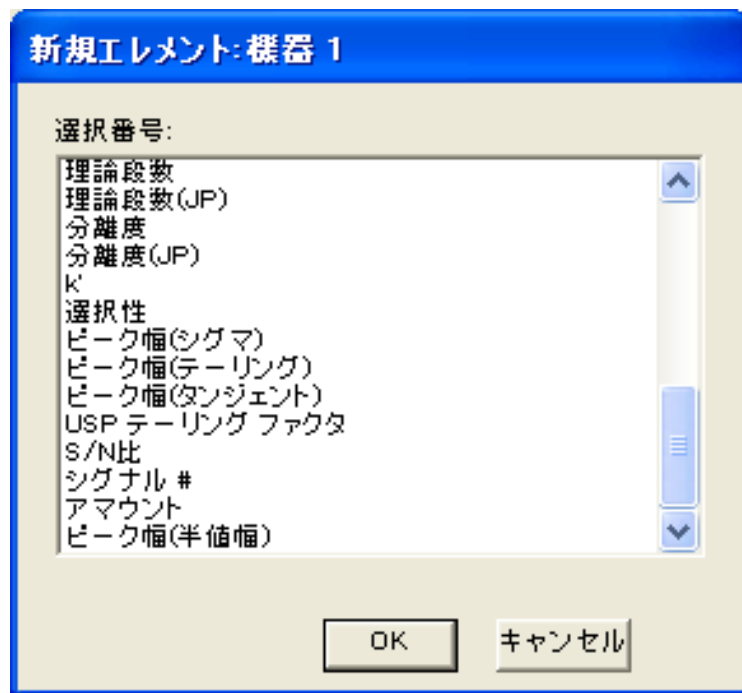 新規エレメント:機器 1
選択番号:
理論段数
理論段数(JP)
分離度
分離度(JP)
k'
選択性
ピーク幅(シグマ)
ピーク幅(テーリング)
ピーク幅(タンジェント)
USP テーリング ファクタ
S/N比
シグナル #
アマウント
ピーク幅(半値幅)
OK
キャンセル